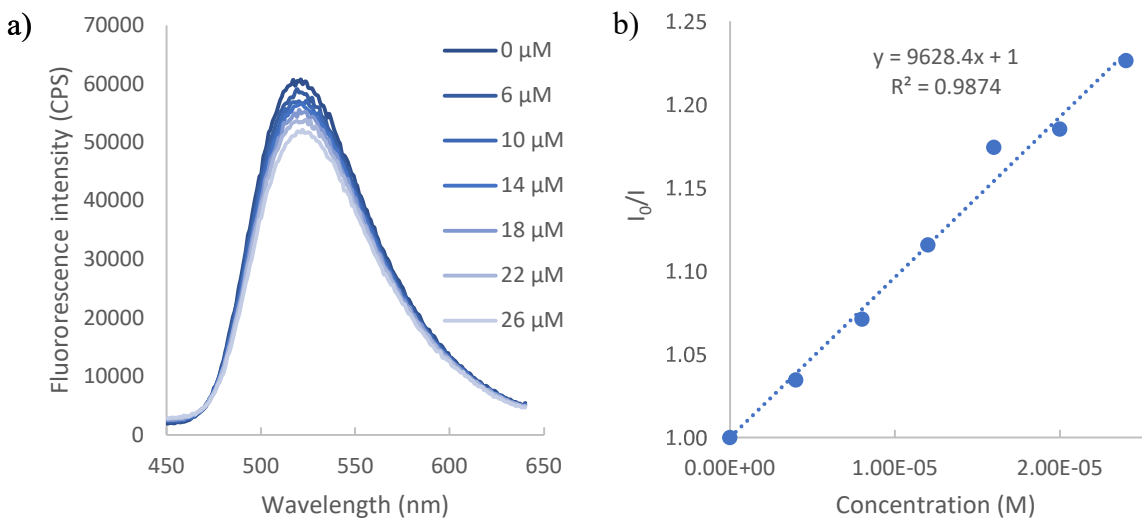 a)
Fluororescence intensity (CPS)
70000
60000
50000
40000
30000
20000
10000
0
450
500
550
600
650
Wavelength (nm)
0 μM
6 μM
10 μM
14 μM
18 μM
22 μM
26 μM
b)
I₀/I
1.25
1.20
1.15
1.10
1.05
1.00
0.00E+00
1.00E-05
2.00E-05
Concentration (M)
y = 9628.4x + 1
R² = 0.9874